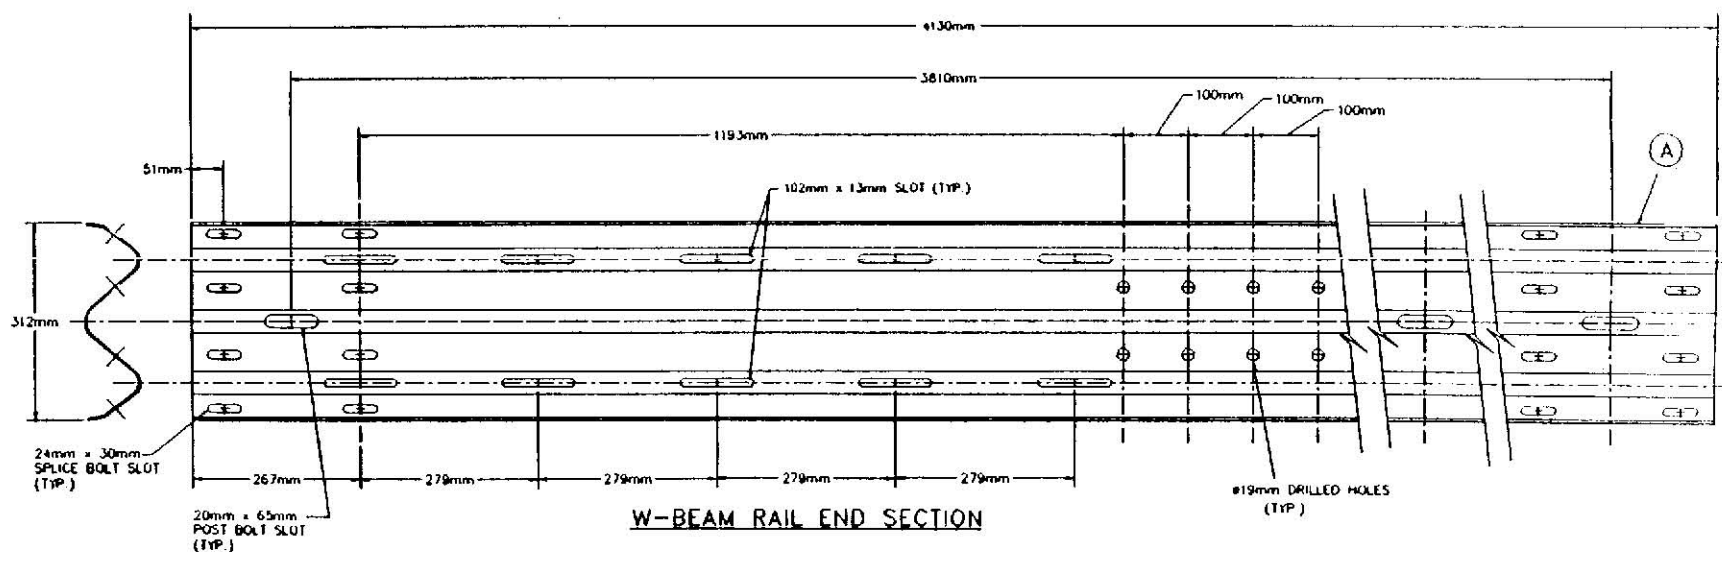 4130mm
3810mm
100mm
100mm
100mm
1193mm
A
51mm
102mm x 13mm SLOT (TYP.)
312mm
24mm x 30mm
SPLICE BOLT SLOT
(TYP.)
267mm
279mm
279mm
279mm
279mm
ø19mm DRILLED HOLES
(TYP.)
20mm x 65mm
POST BOLT SLOT
(TYP.)
W-BEAM RAIL END SECTION